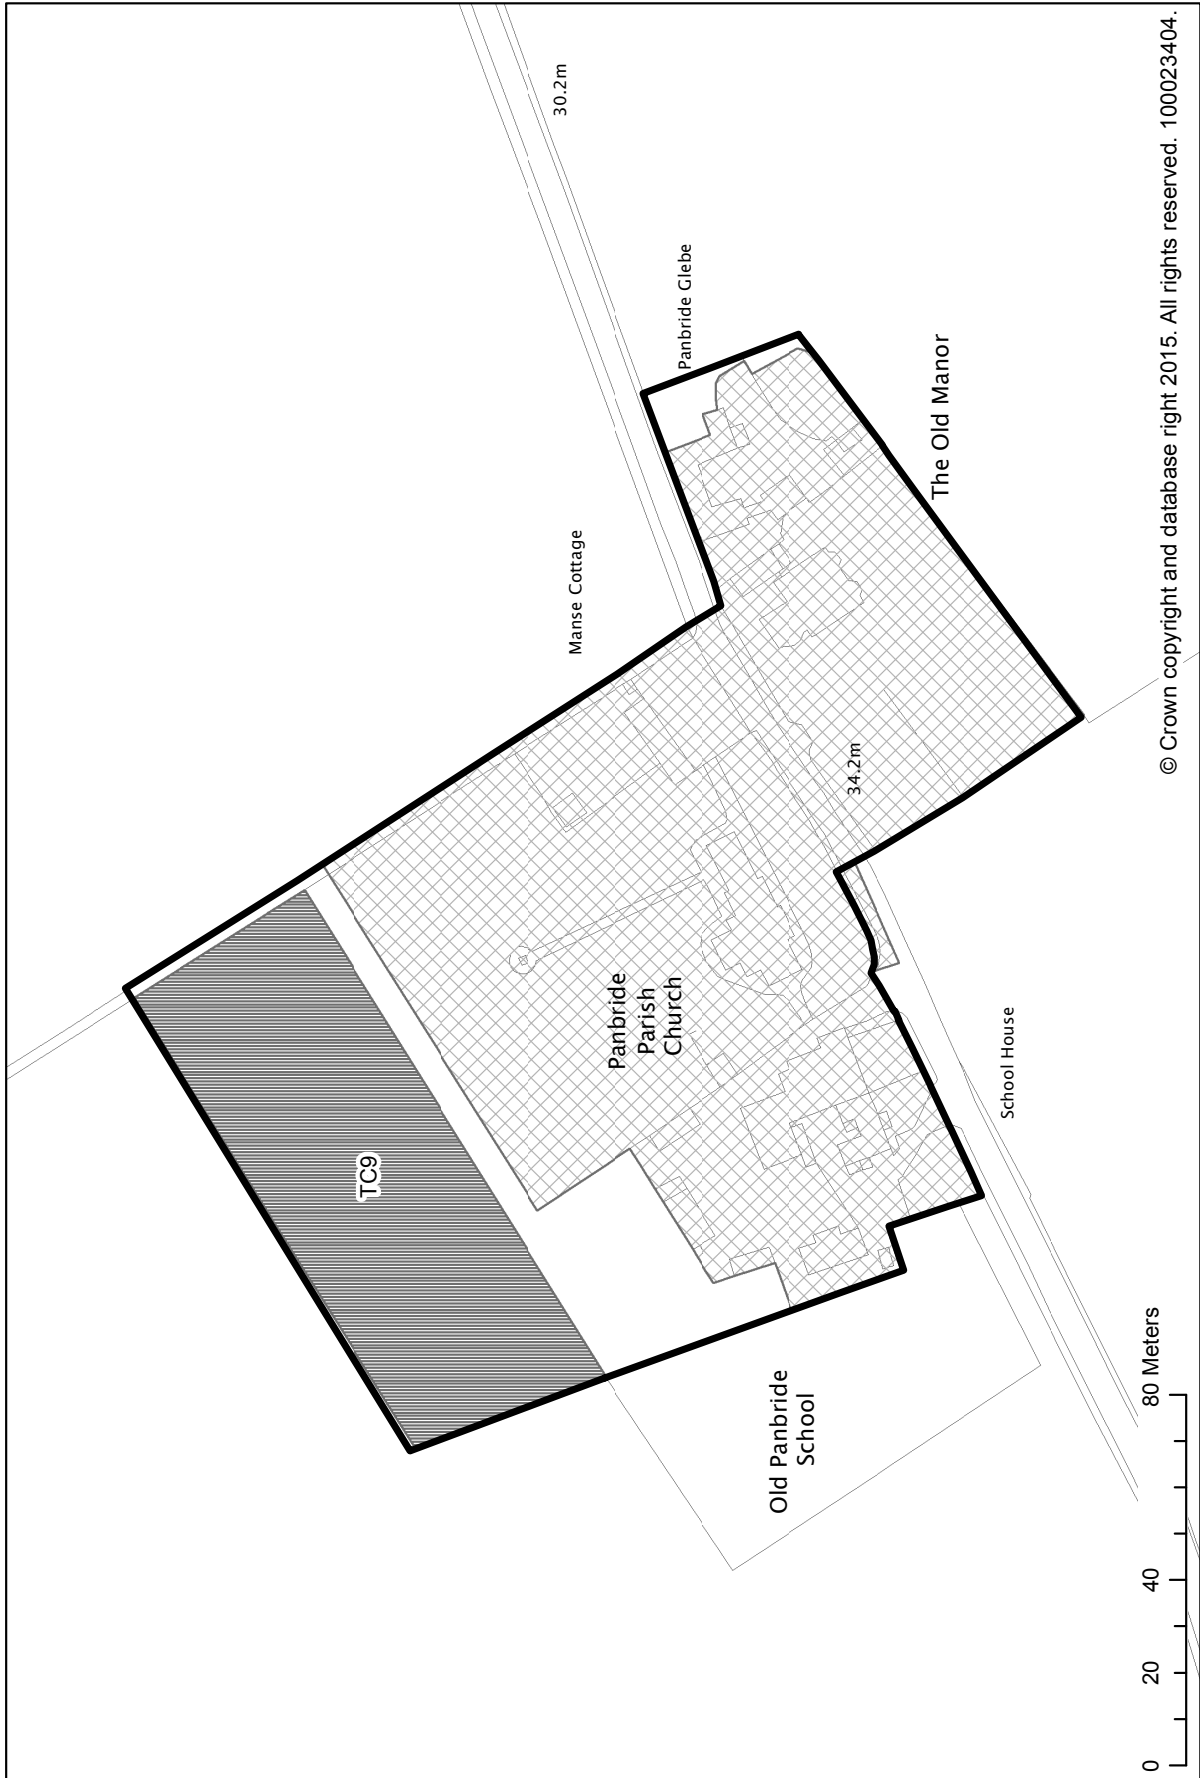 30.2m
Panbride Glebe
Manse Cottage
The Old Manor
34.2m
TC9
Panbride
Parish
Church
School House
Old Panbride
School
0 20 40 80 Meters
© Crown copyright and database right 2015. All rights reserved. 100023404.